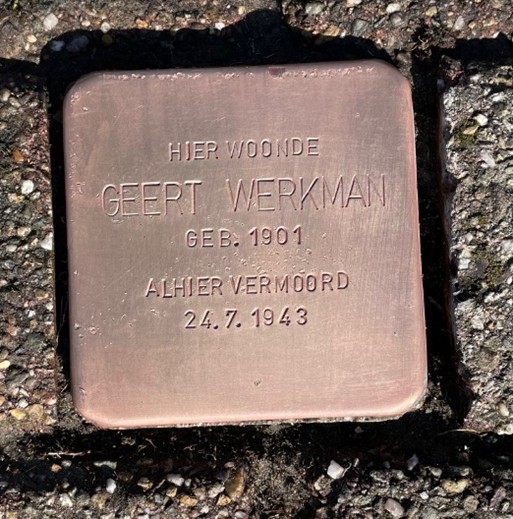 HIER WOONDE
GEERT WERKMAN
GEB. 1901
ALHIER VERMOORD
24.7.1943